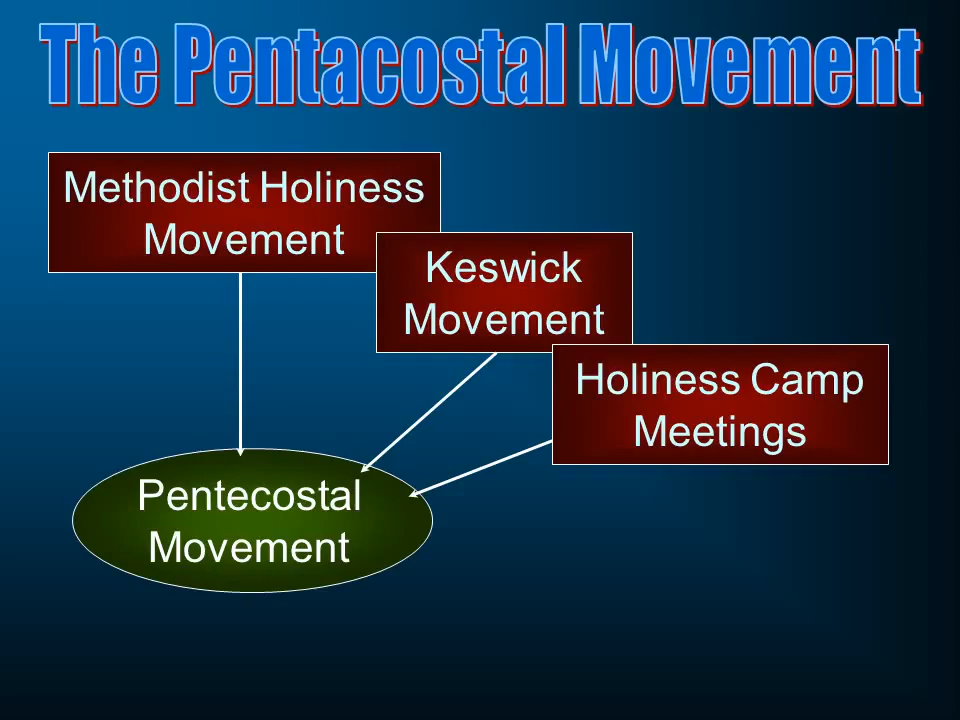 The Pentacostal Movement
Methodist Holiness
Movement
Keswick
Movement
Holiness Camp
Meetings
Pentecostal
Movement